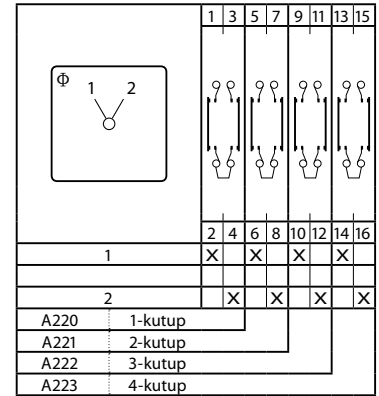 1 3 5 7 9 11 13 15
Φ 1 2
2 4 6 8 10 12 14 16
1 X X X X
2 X X X X
A220 1-kutup
A221 2-kutup
A222 3-kutup
A223 4-kutup